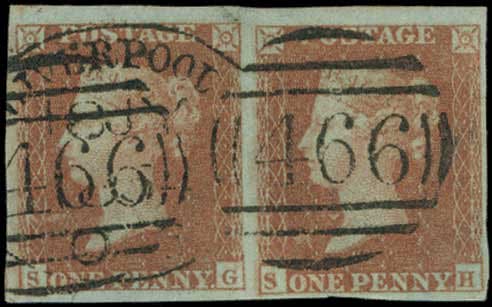 POSTAGE POSTAGE
LIVERPOOL
466 466
S ONE PENNY. G S ONE PENNY H